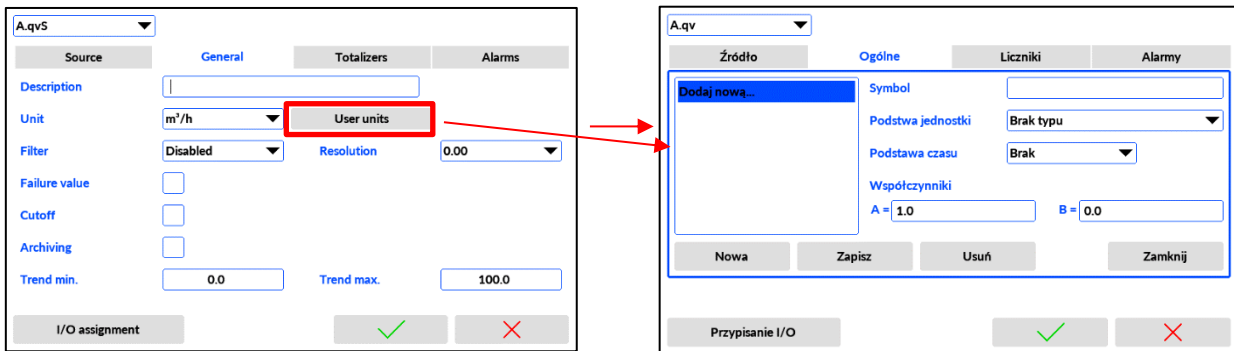 A.qvS
Source General Totalizers Alarms
Description
Unit m³/h User units
Filter Disabled Resolution 0.00
Failure value
Cutoff
Archiving
Trend min. 0.0 Trend max. 100.0
I/O assignment
A.qv
Źródło Ogólne Liczniki Alarmy
Dodaj nową...
Symbol
Podstwa jednostki Brak typu
Podstawa czasu Brak
Współczynniki
A = 1.0 B = 0.0
Nowa Zapisz Usuń Zamknij
Przypisanie I/O